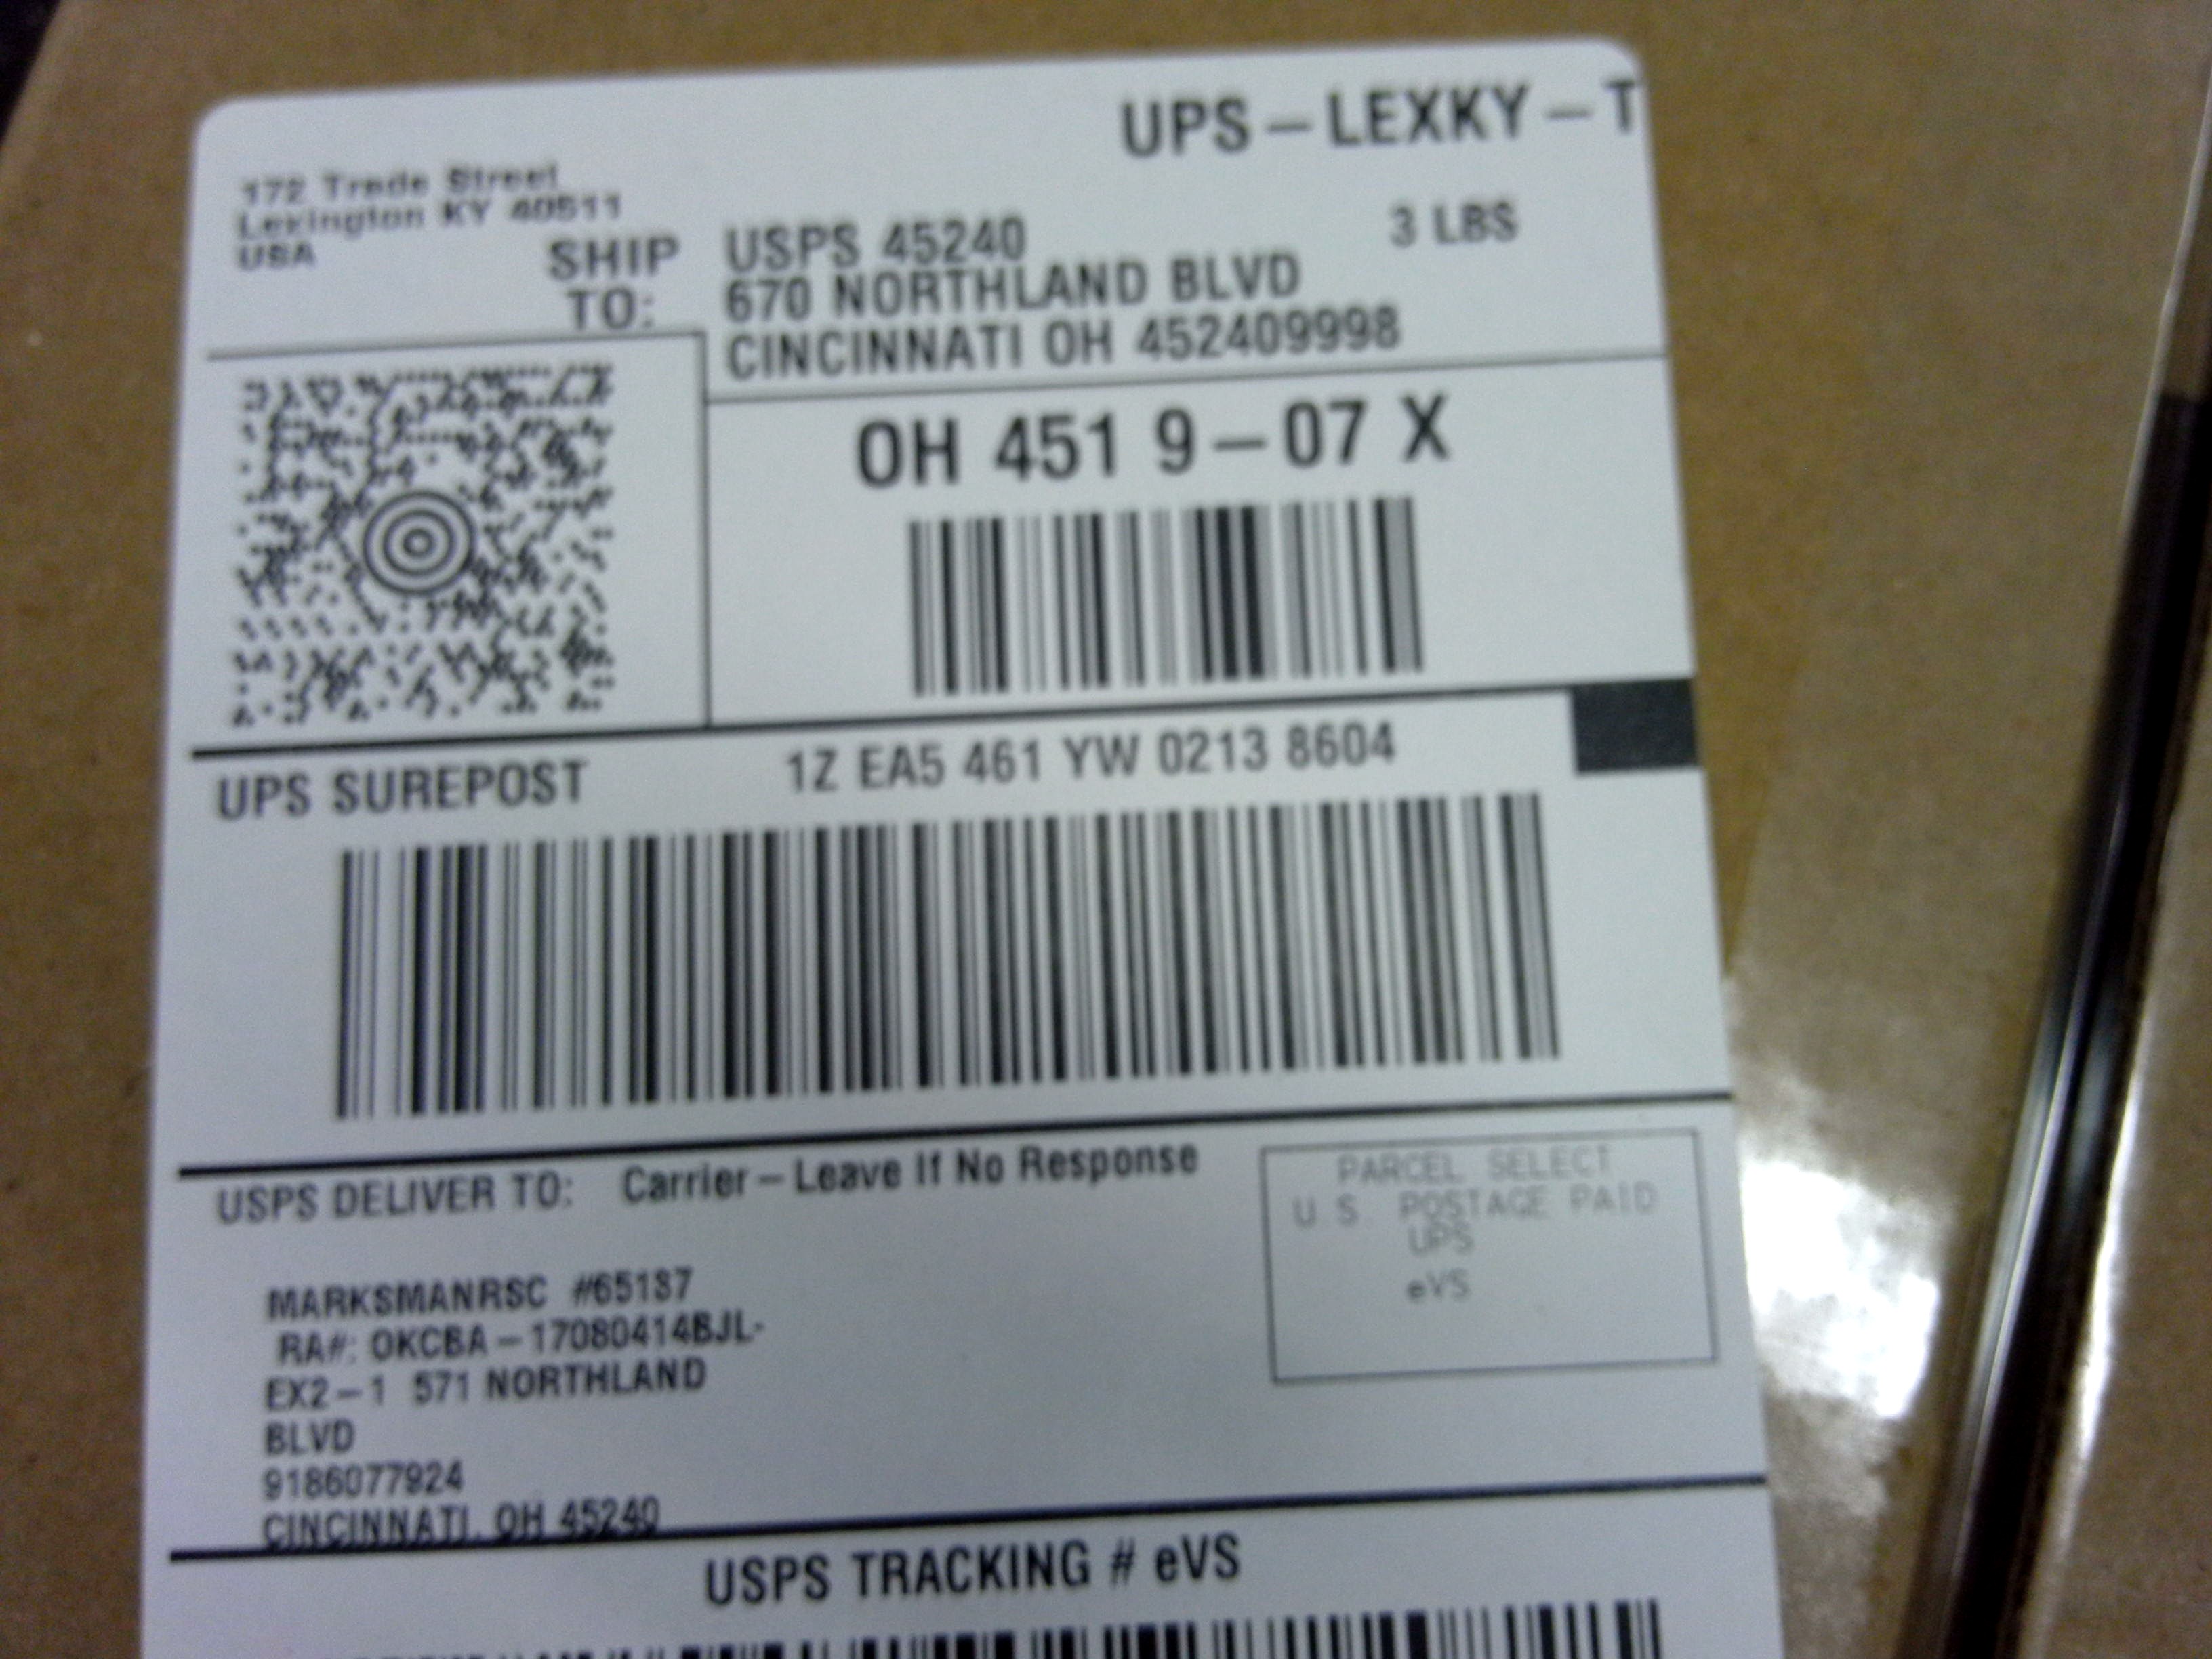 UPS – LEXKY – T
172 Trade Street
Lexington KY 40511
USA
3 LBS
SHIP TO:
USPS 45240
670 NORTHLAND BLVD
CINCINNATI OH 452409998
OH 451 9 – 07 X
UPS SUREPOST
1Z EA5 461 YW 0213 8604
USPS DELIVER TO: Carrier – Leave If No Response
PARCEL SELECT
U S POSTAGE PAID
UPS
eVS
MARKSMANRSC #65187
RA#: OKCBA – 17080414BJL-
EX2 – 1 571 NORTHLAND
BLVD
9186077924
CINCINNATI, OH 45240
USPS TRACKING # eVS